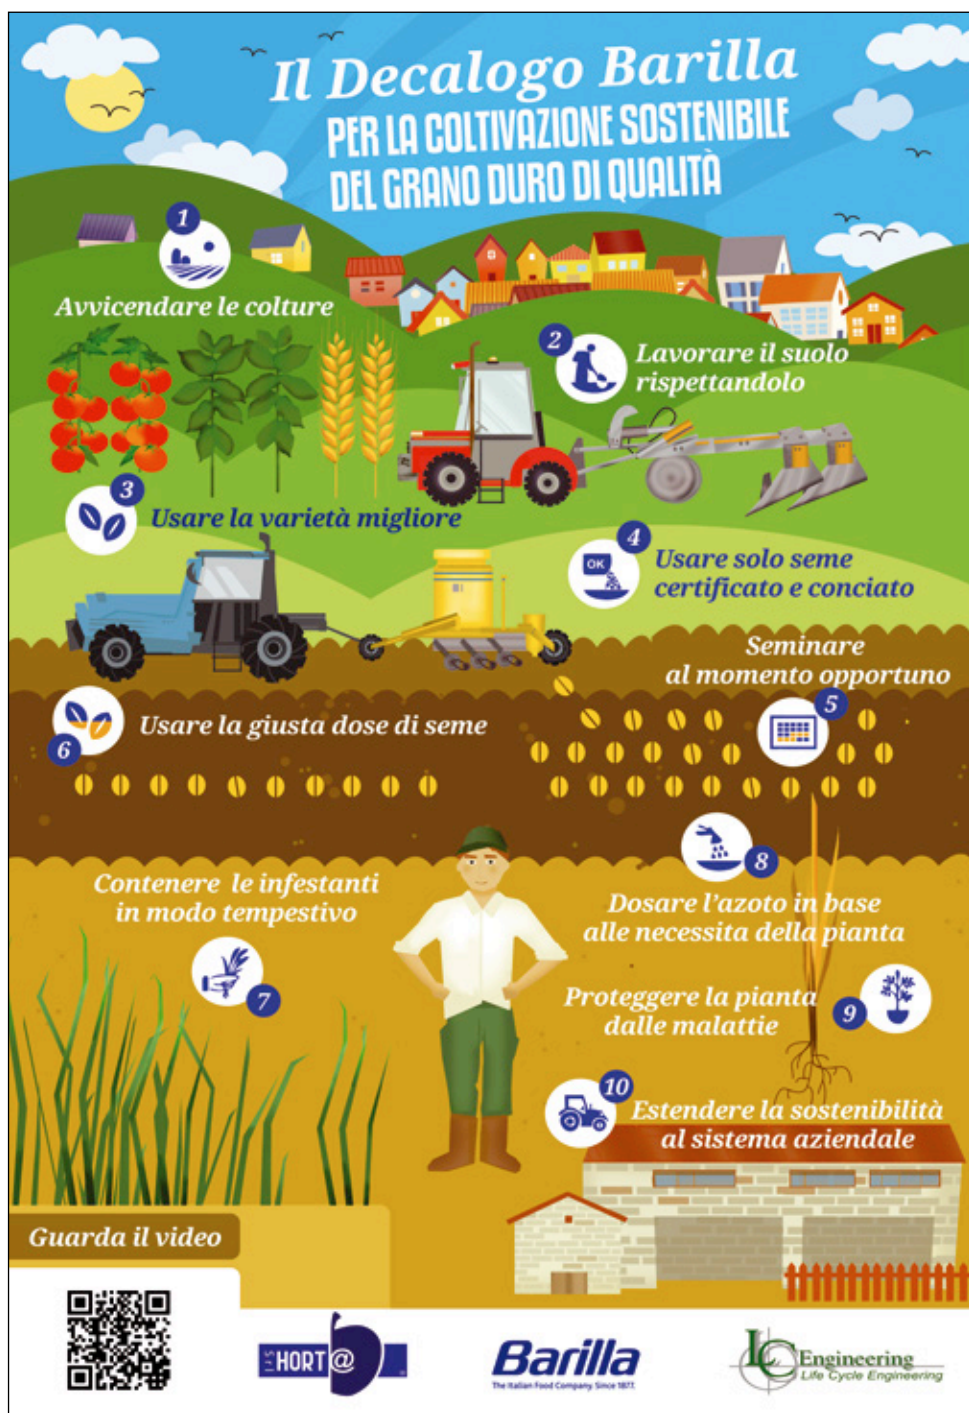 Il Decalogo Barilla
PER LA COLTIVAZIONE SOSTENIBILE
DEL GRANO DURO DI QUALITÀ
1
Avvicendare le colture
2
Lavorare il suolo
rispettandolo
3
Usare la varietà migliore
4
OK
Usare solo seme
certificato e conciato
Seminare
al momento opportuno
5
6
Usare la giusta dose di seme
Contenere le infestanti
in modo tempestivo
7
8
Dosare l'azoto in base
alle necessita della pianta
Proteggere la pianta
dalle malattie
9
10
Estendere la sostenibilità
al sistema aziendale
Guarda il video
HORT@
Barilla
The Italian Food Company. Since 1877.
LC Engineering
Life Cycle Engineering